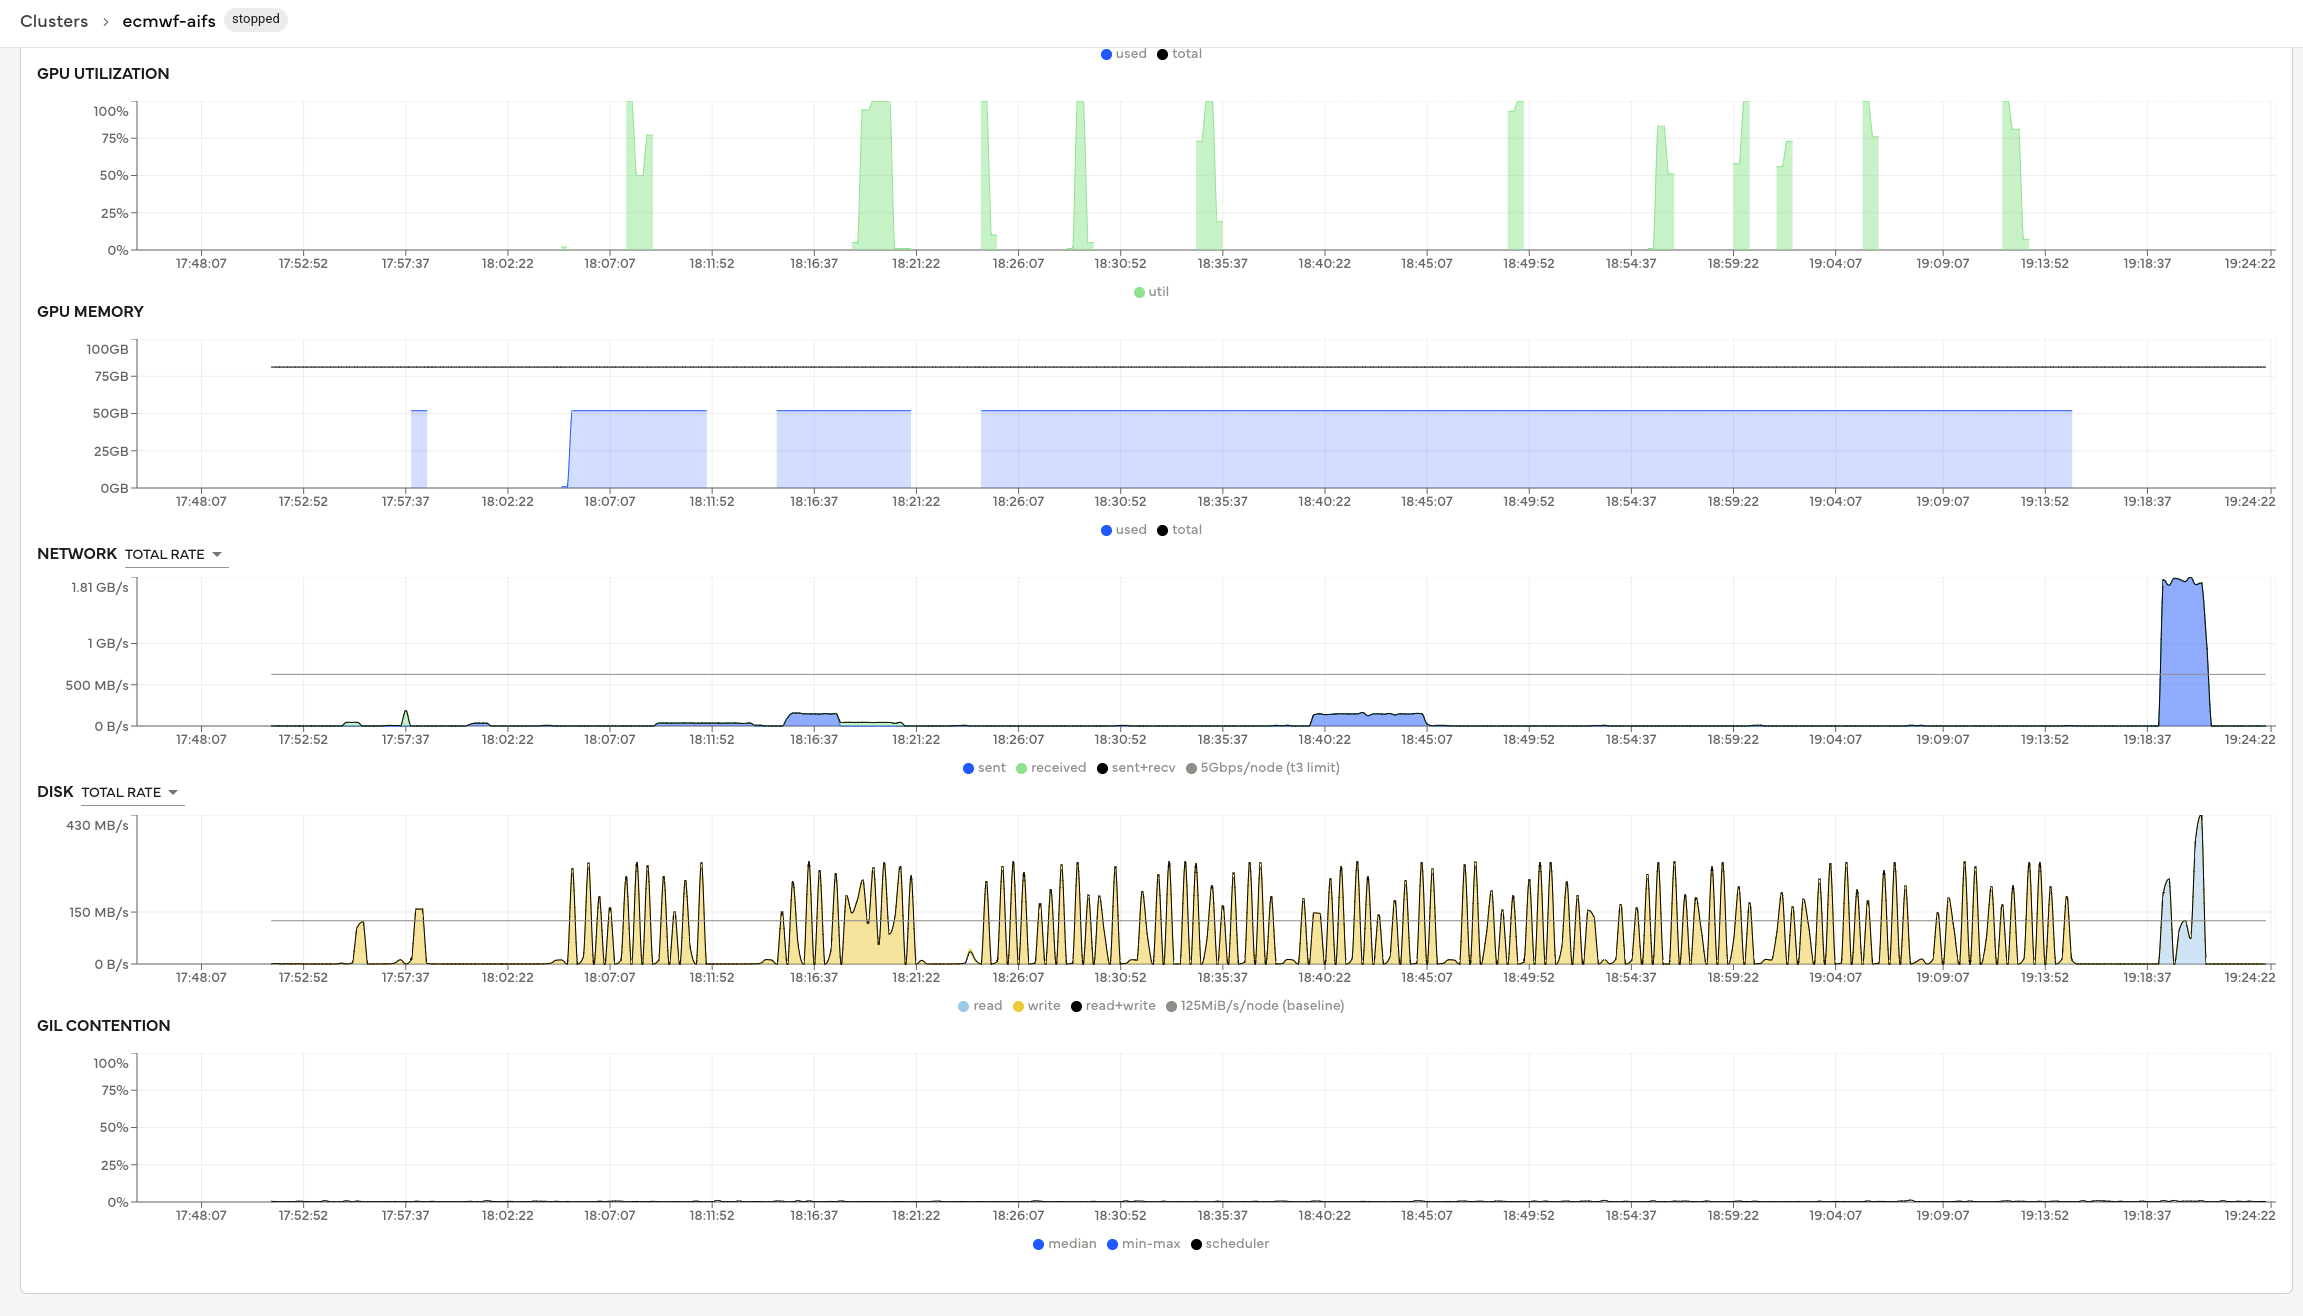 Clusters > ecmwf-aifs stopped
used total
GPU UTILIZATION
100%
75%
50%
25%
0%
17:48:07 17:52:52 17:57:37 18:02:22 18:07:07 18:11:52 18:16:37 18:21:22 18:26:07 18:30:52 18:35:37 18:40:22 18:45:07 18:49:52 18:54:37 18:59:22 19:04:07 19:09:07 19:13:52 19:18:37 19:24:22
util
GPU MEMORY
100GB
75GB
50GB
25GB
0GB
17:48:07 17:52:52 17:57:37 18:02:22 18:07:07 18:11:52 18:16:37 18:21:22 18:26:07 18:30:52 18:35:37 18:40:22 18:45:07 18:49:52 18:54:37 18:59:22 19:04:07 19:09:07 19:13:52 19:18:37 19:24:22
used total
NETWORK TOTAL RATE
1.81 GB/s
1 GB/s
500 MB/s
0 B/s
17:48:07 17:52:52 17:57:37 18:02:22 18:07:07 18:11:52 18:16:37 18:21:22 18:26:07 18:30:52 18:35:37 18:40:22 18:45:07 18:49:52 18:54:37 18:59:22 19:04:07 19:09:07 19:13:52 19:18:37 19:24:22
sent received sent+recv 5Gbps/node (t3 limit)
DISK TOTAL RATE
430 MB/s
150 MB/s
0 B/s
17:48:07 17:52:52 17:57:37 18:02:22 18:07:07 18:11:52 18:16:37 18:21:22 18:26:07 18:30:52 18:35:37 18:40:22 18:45:07 18:49:52 18:54:37 18:59:22 19:04:07 19:09:07 19:13:52 19:18:37 19:24:22
read write read+write 125MiB/s/node (baseline)
GIL CONTENTION
100%
75%
50%
25%
0%
17:48:07 17:52:52 17:57:37 18:02:22 18:07:07 18:11:52 18:16:37 18:21:22 18:26:07 18:30:52 18:35:37 18:40:22 18:45:07 18:49:52 18:54:37 18:59:22 19:04:07 19:09:07 19:13:52 19:18:37 19:24:22
median min-max scheduler